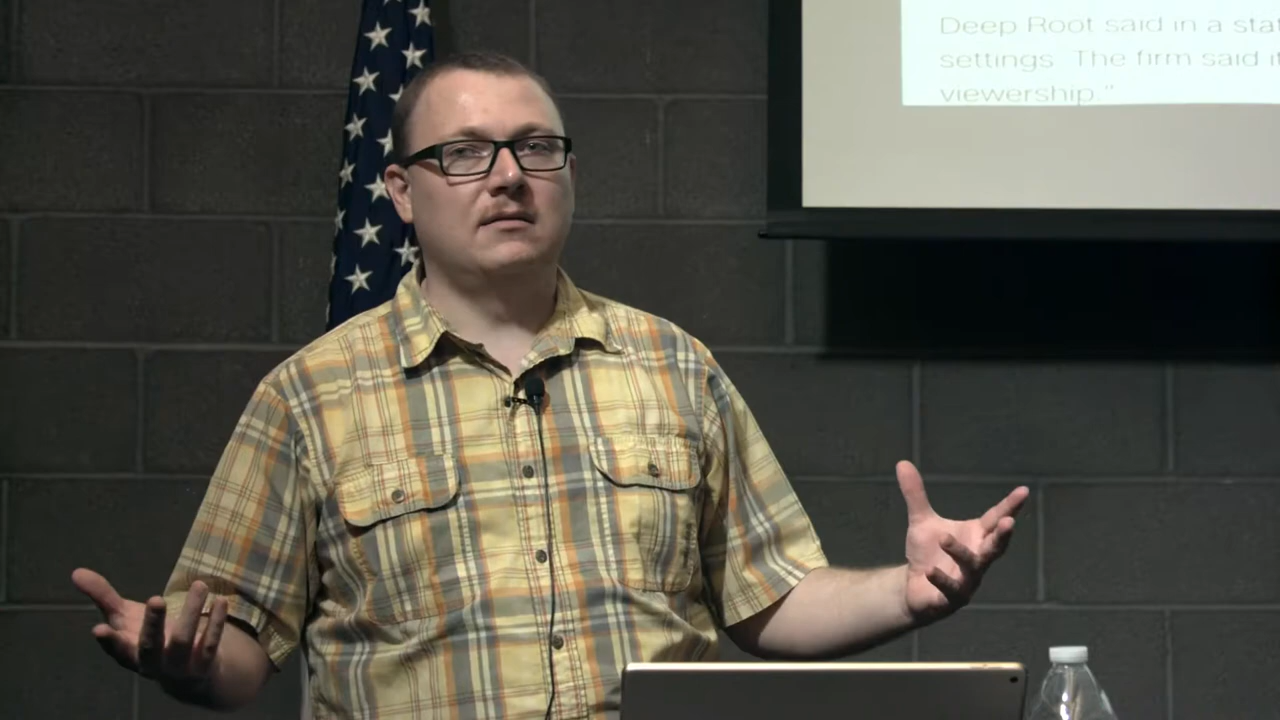 Deep Root said in a stat
settings. The firm said it
viewership."